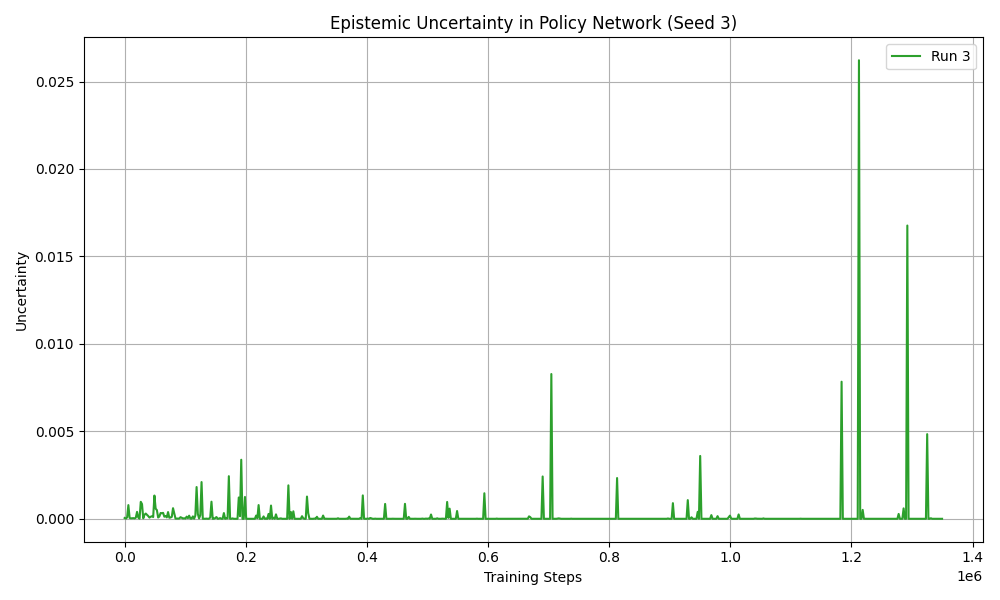 Epistemic Uncertainty in Policy Network (Seed 3)
Run 3
0.025
0.020
0.015
0.010
0.005
0.000
Uncertainty
0.0 0.2 0.4 0.6 0.8 1.0 1.2 1.4
1e6
Training Steps